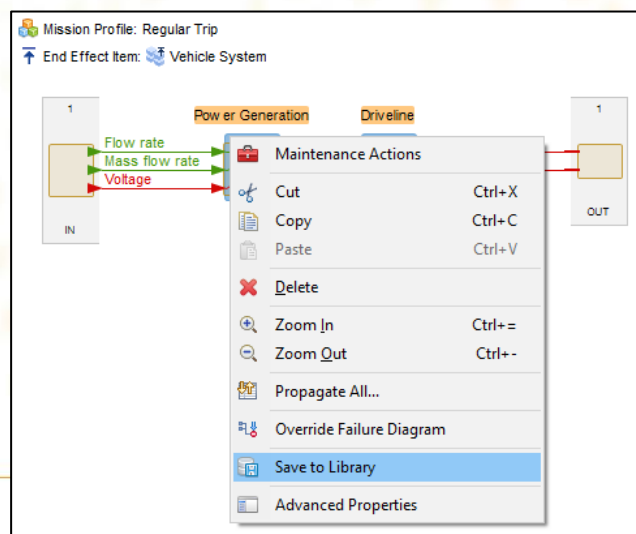 Mission Profile: Regular Trip
End Effect Item: Vehicle System
1
Power Generation
Driveline
1
Flow rate
Mass flow rate
Voltage
IN
OUT
Maintenance Actions
Cut Ctrl+X
Copy Ctrl+C
Paste Ctrl+V
Delete
Zoom In Ctrl+=
Zoom Out Ctrl+-
Propagate All...
Override Failure Diagram
Save to Library
Advanced Properties